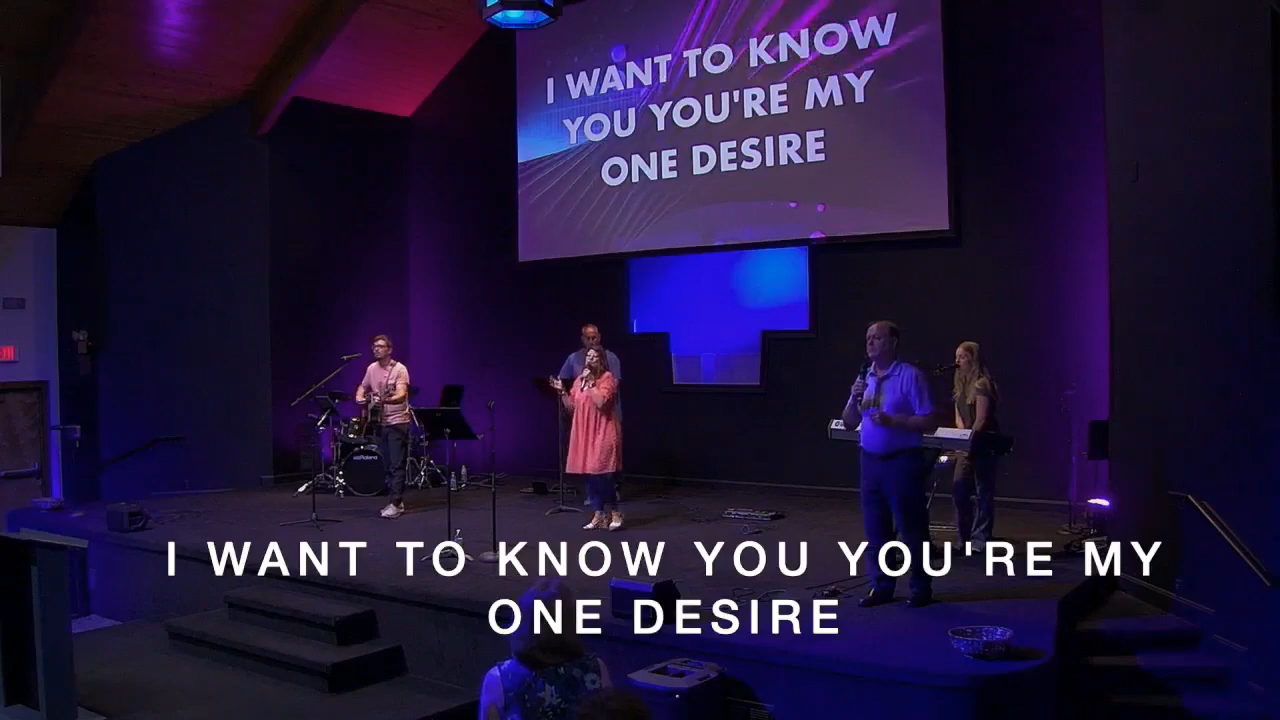 I WANT TO KNOW
YOU YOU'RE MY
ONE DESIRE
I WANT TO KNOW YOU YOU'RE MY
ONE DESIRE